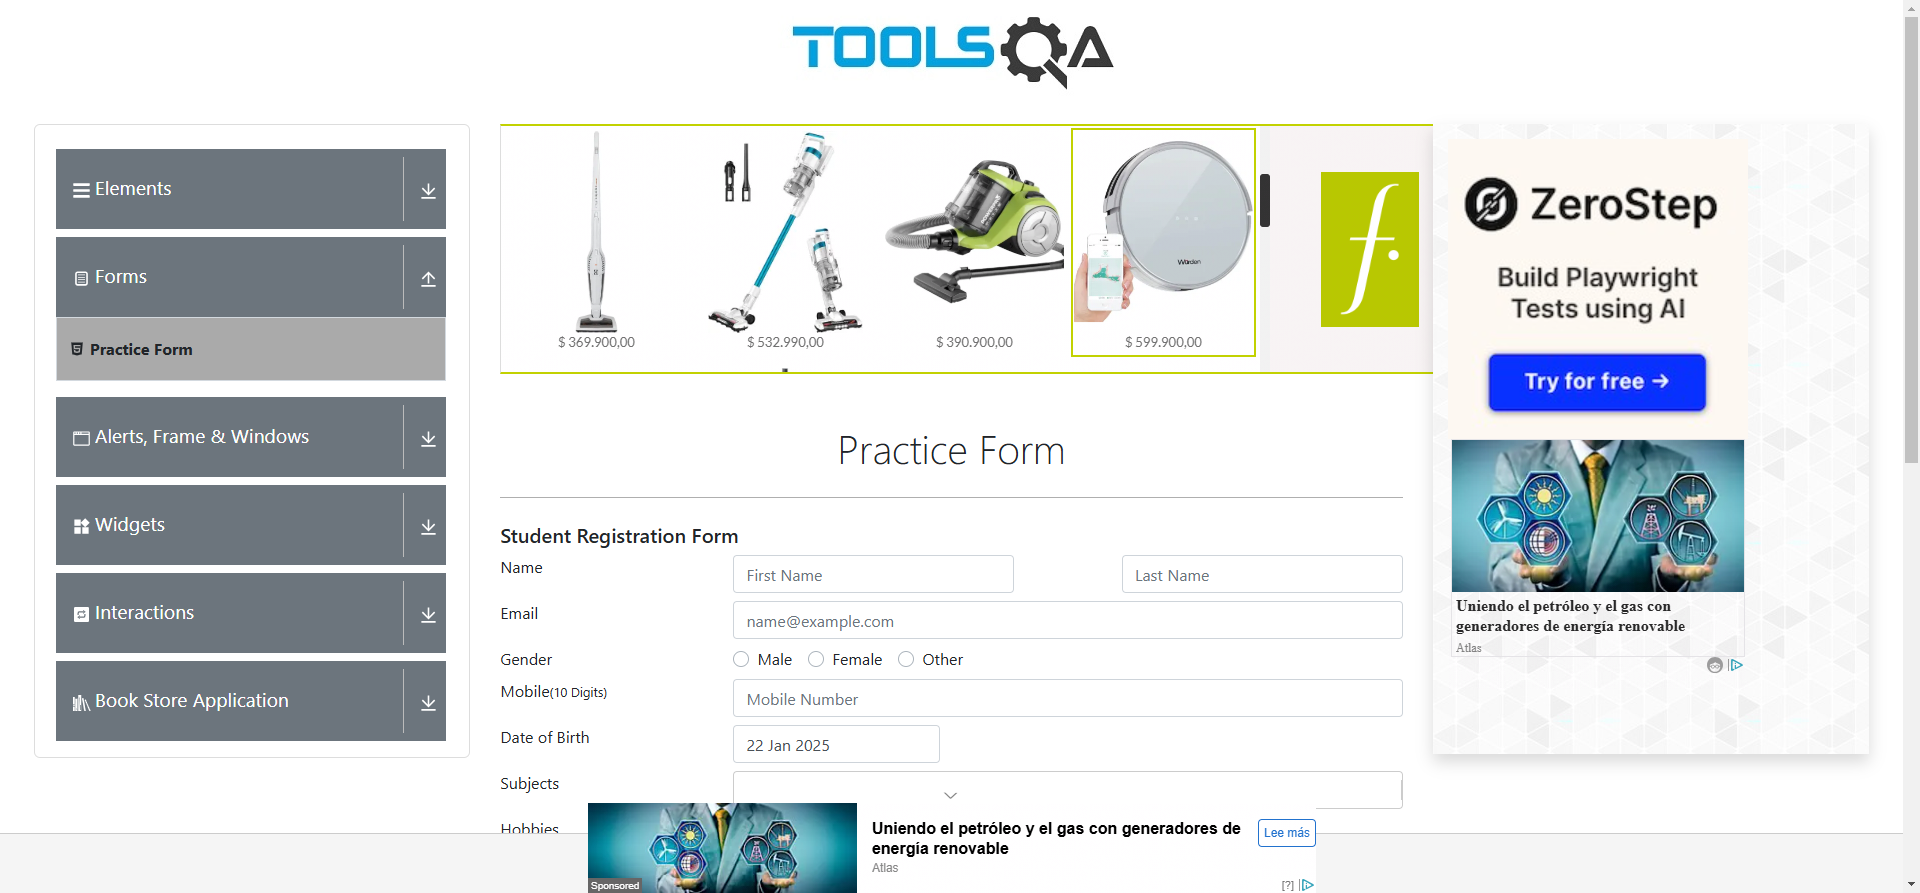 TOOLSQA
Elements
Forms
Practice Form
Alerts, Frame & Windows
Widgets
Interactions
Book Store Application
$ 369.900,00
$ 532.990,00
$ 390.900,00
Warden
$ 599.900,00
f.
Practice Form
Student Registration Form
Name
First Name
Last Name
Email
name@example.com
Gender
Male
Female
Other
Mobile(10 Digits)
Mobile Number
Date of Birth
22 Jan 2025
Subjects
Hobbies
ZeroStep
Build Playwright
Tests using AI
Try for free →
Uniendo el petróleo y el gas con
generadores de energía renovable
Atlas
Sponsored
Uniendo el petróleo y el gas con generadores de
energía renovable
Atlas
Lee más
[?]